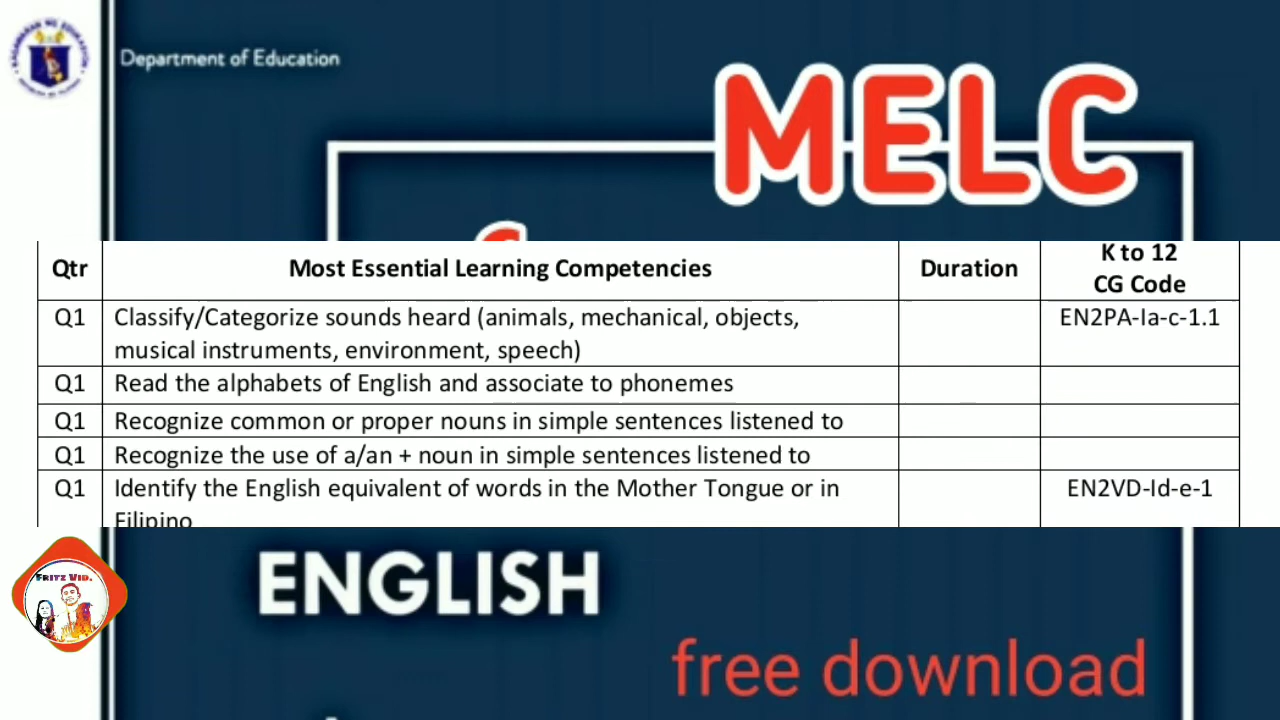 Department of Education
MELC
Qtr Most Essential Learning Competencies Duration K to 12
CG Code
Q1 Classify/Categorize sounds heard (animals, mechanical, objects, EN2PA-Ia-c-1.1
musical instruments, environment, speech)
Q1 Read the alphabets of English and associate to phonemes
Q1 Recognize common or proper nouns in simple sentences listened to
Q1 Recognize the use of a/an + noun in simple sentences listened to
Q1 Identify the English equivalent of words in the Mother Tongue or in EN2VD-Id-e-1
Filipino
ENGLISH
FRITZ VID.
free download